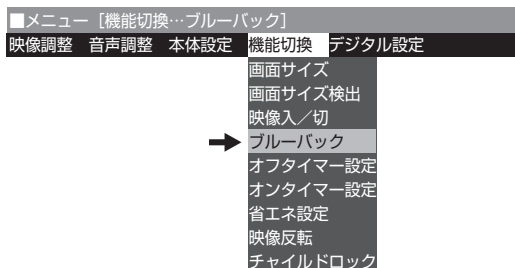 ■メニュー［機能切換…ブルーバック］
映像調整 音声調整 本体設定 機能切換 デジタル設定
画面サイズ
画面サイズ検出
映像入／切
ブルーバック
オフタイマー設定
オンタイマー設定
省エネ設定
映像反転
チャイルドロック